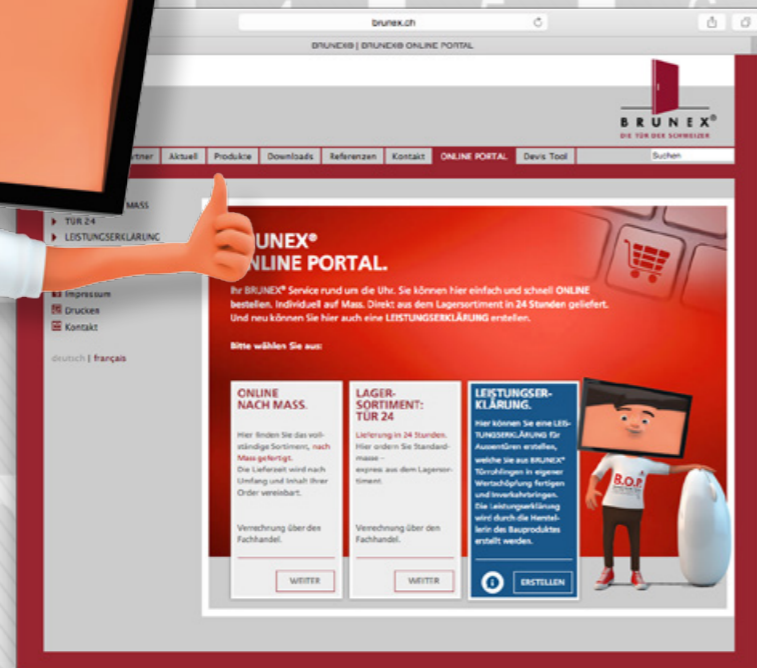 brunex.ch
BRUNEX® | BRUNEX® ONLINE PORTAL
BRUNEX®
DIE TÜR DER SCHWEIZER
Aktuell
Produkte
Downloads
Referenzen
Kontakt
ONLINE PORTAL
Devis Tool
Suchen
MASS
TÜR 24
LEISTUNGSERKLÄRUNG
Impressum
Drucken
Kontakt
deutsch | français
UNEX®
NLINE PORTAL.
Ihr BRUNEX® Service rund um die Uhr. Sie können hier einfach und schnell ONLINE
bestellen. Individuell auf Mass. Direkt aus dem Lagersortiment in 24 Stunden geliefert.
Und neu können Sie hier auch eine LEISTUNGSERKLÄRUNG erstellen.
Bitte wählen Sie aus:
ONLINE
NACH MASS.
Hier finden Sie das voll-
ständige Sortiment, nach
Mass gefertigt.
Die Lieferzeit wird nach
Umfang und Inhalt Ihrer
Order vereinbart.
Verrechnung über den
Fachhandel.
WEITER
LAGER-
SORTIMENT:
TÜR 24
Lieferung in 24 Stunden.
Hier ordern Sie Standard-
masse –
express aus dem Lagersor-
timent.
Verrechnung über den
Fachhandel.
WEITER
LEISTUNGSER-
KLÄRUNG.
Hier können Sie eine LEIS-
TUNGSERKLÄRUNG für
Aussentüren erstellen,
welche Sie aus BRUNEX®
Türrohlingen in eigener
Wertschöpfung fertigen
und Inverkehrbringen.
Die Leistungserklärung
wird durch die Herstel-
lerin des Bauproduktes
erstellt werden.
ERSTELLEN
B.O.P.